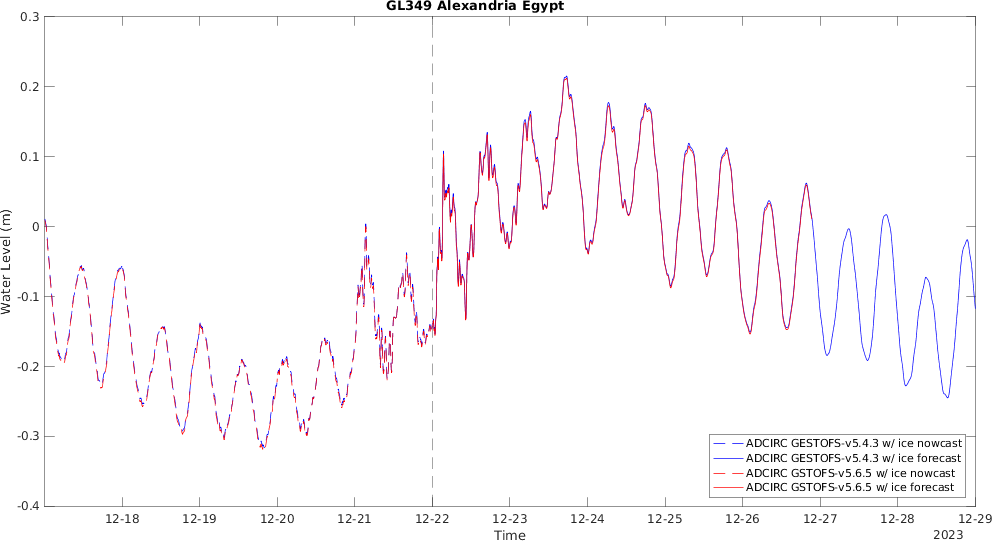 GL349 Alexandria Egypt
0.3
0.2
0.1
0
-0.1
-0.2
-0.3
-0.4
Water Level (m)
ADCIRC GESTOFS-v5.4.3 w/ ice nowcast
ADCIRC GESTOFS-v5.4.3 w/ ice forecast
ADCIRC GSTOFS-v5.6.5 w/ ice nowcast
ADCIRC GSTOFS-v5.6.5 w/ ice forecast
12-18 12-19 12-20 12-21 12-22 12-23 12-24 12-25 12-26 12-27 12-28 12-29
Time
2023